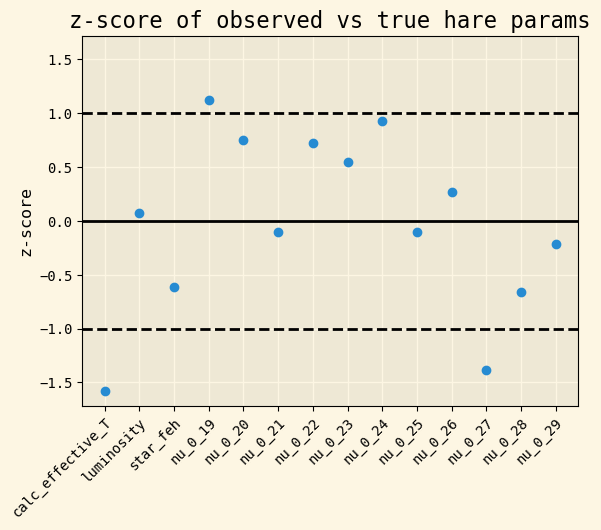 z-score of observed vs true hare params
z-score
1.5
1.0
0.5
0.0
−0.5
−1.0
−1.5
calc_effective_T
luminosity
star_feh
nu_0_19
nu_0_20
nu_0_21
nu_0_22
nu_0_23
nu_0_24
nu_0_25
nu_0_26
nu_0_27
nu_0_28
nu_0_29